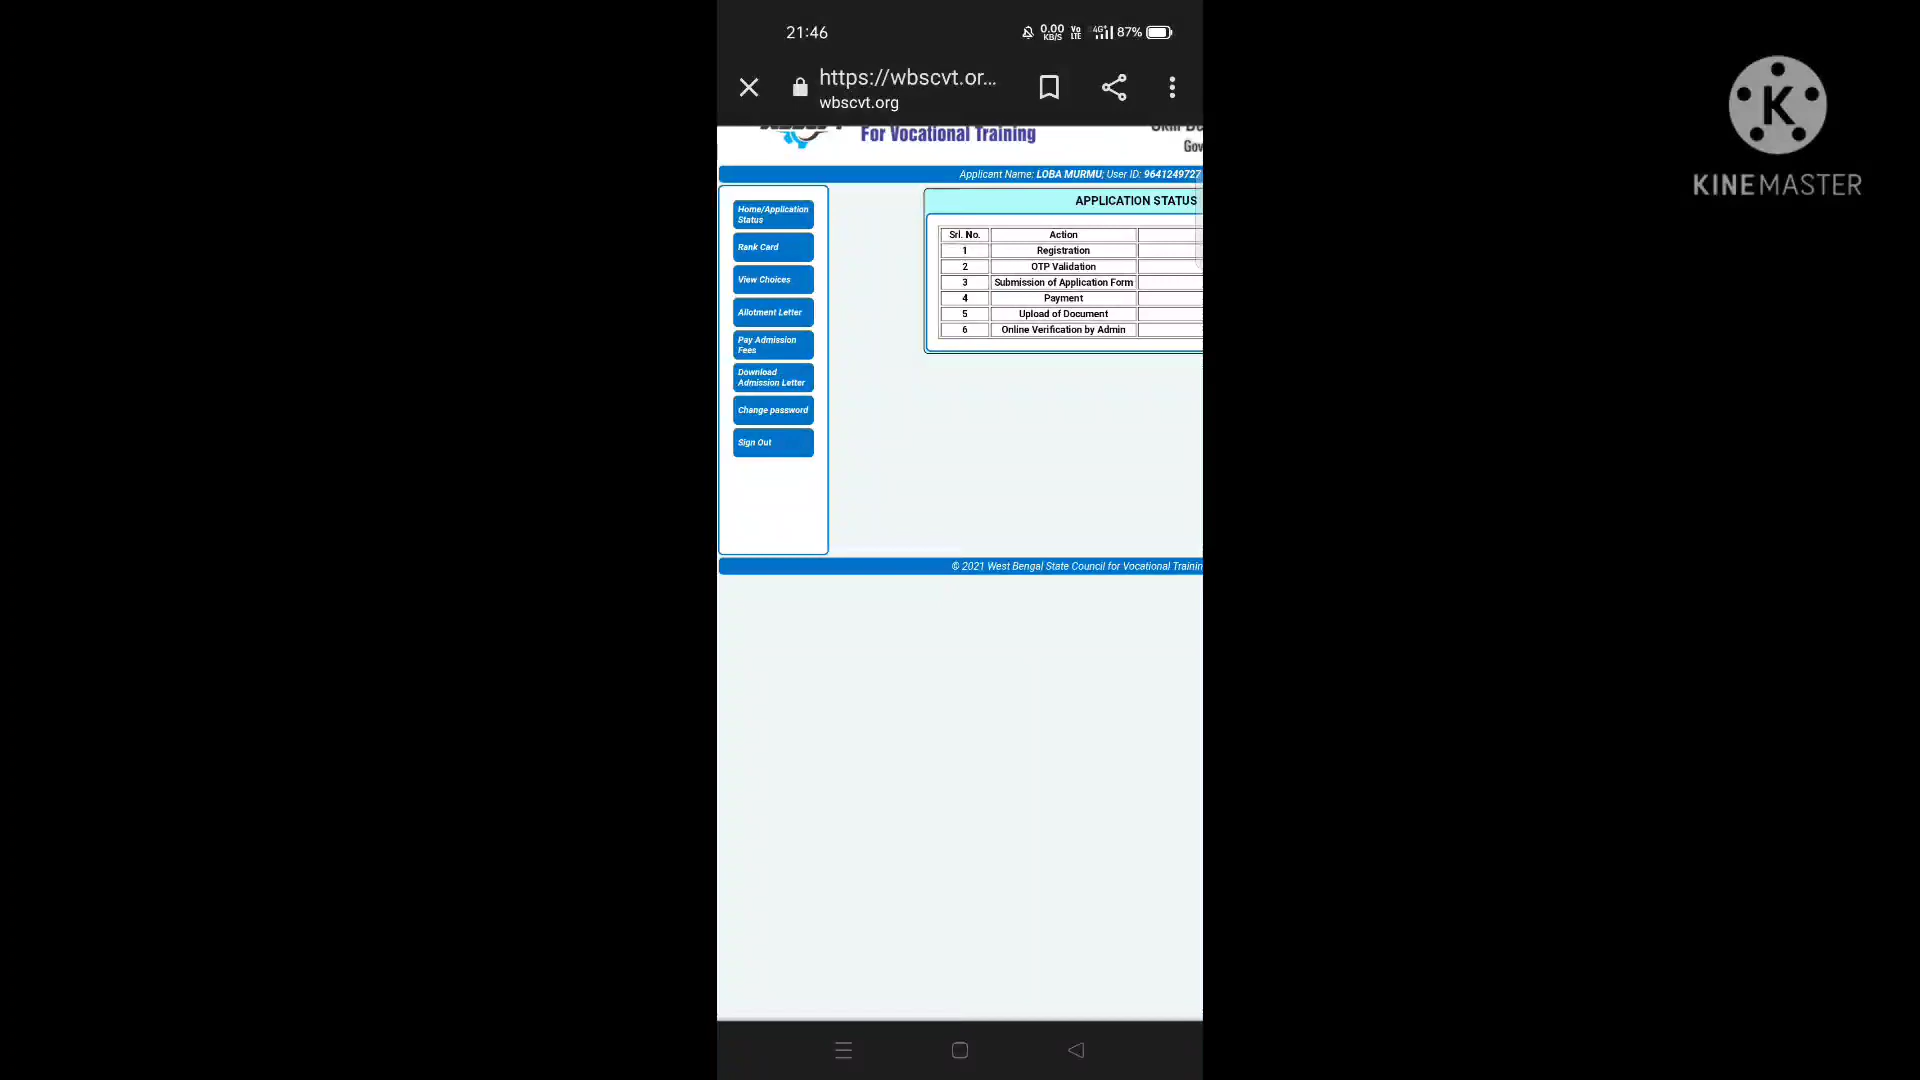 21:46
0.00
KB/S
Vo
LTE
4G+
87%
https://wbscvt.or...
wbscvt.org
For Vocational Training
Gov
Applicant Name: LOBA MURMU; User ID: 9641249727
Home/Application
Status
Rank Card
View Choices
Allotment Letter
Pay Admission
Fees
Download
Admission Letter
Change password
Sign Out
APPLICATION STATUS
Srl. No. Action
1 Registration
2 OTP Validation
3 Submission of Application Form
4 Payment
5 Upload of Document
6 Online Verification by Admin
© 2021 West Bengal State Council for Vocational Trainin
K
KINEMASTER